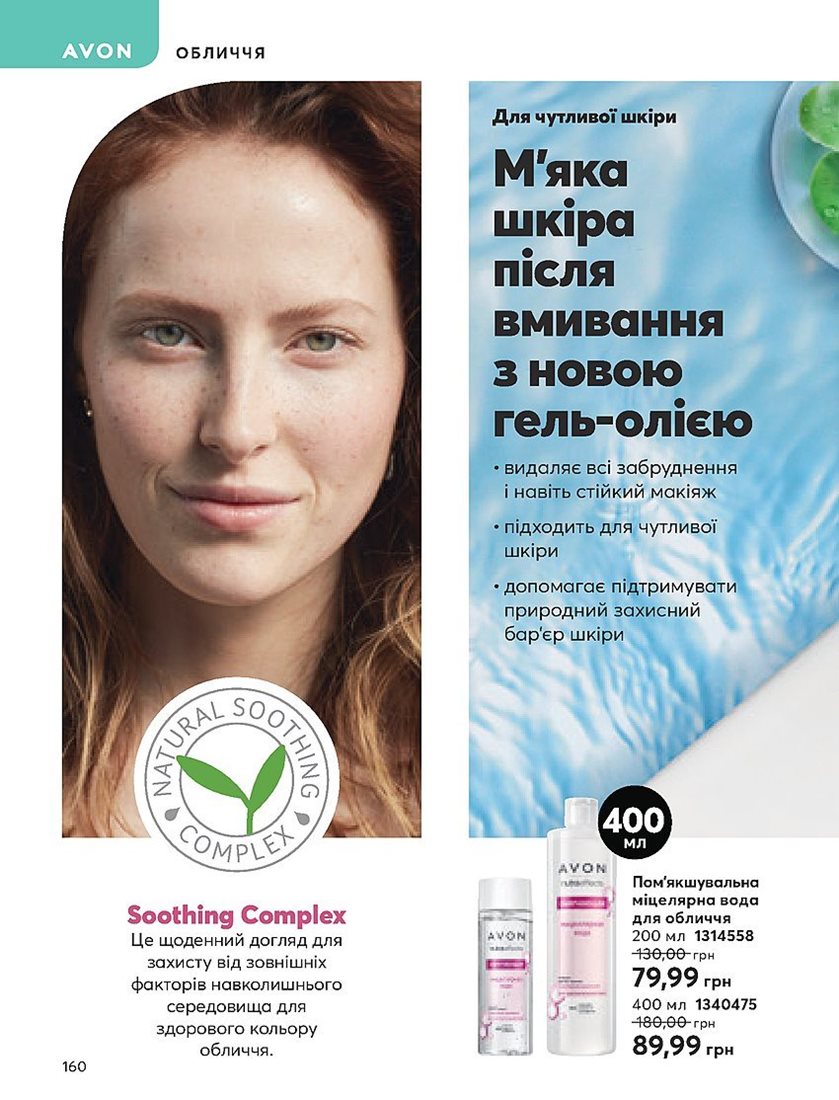 AVON
ОБЛИЧЧЯ
Для чутливої шкіри
М'яка
шкіра
після
вмивання
з новою
гель-олією
• видаляє всі забруднення
і навіть стійкий макіяж
• підходить для чутливої
шкіри
• допомагає підтримувати
природний захисний
бар'єр шкіри
NATURAL SOOTHING
COMPLEX
Soothing Complex
Це щоденний догляд для
захисту від зовнішніх
факторів навколишнього
середовища для
здорового кольору
обличчя.
400
МЛ
AVON
nutraeffects
AVON
nutraeffects
Пом'якшувальна
міцелярна вода
для обличчя
200 мл 1314558
130,00 грн
79,99 грн
400 мл 1340475
180,00 грн
89,99 грн
160